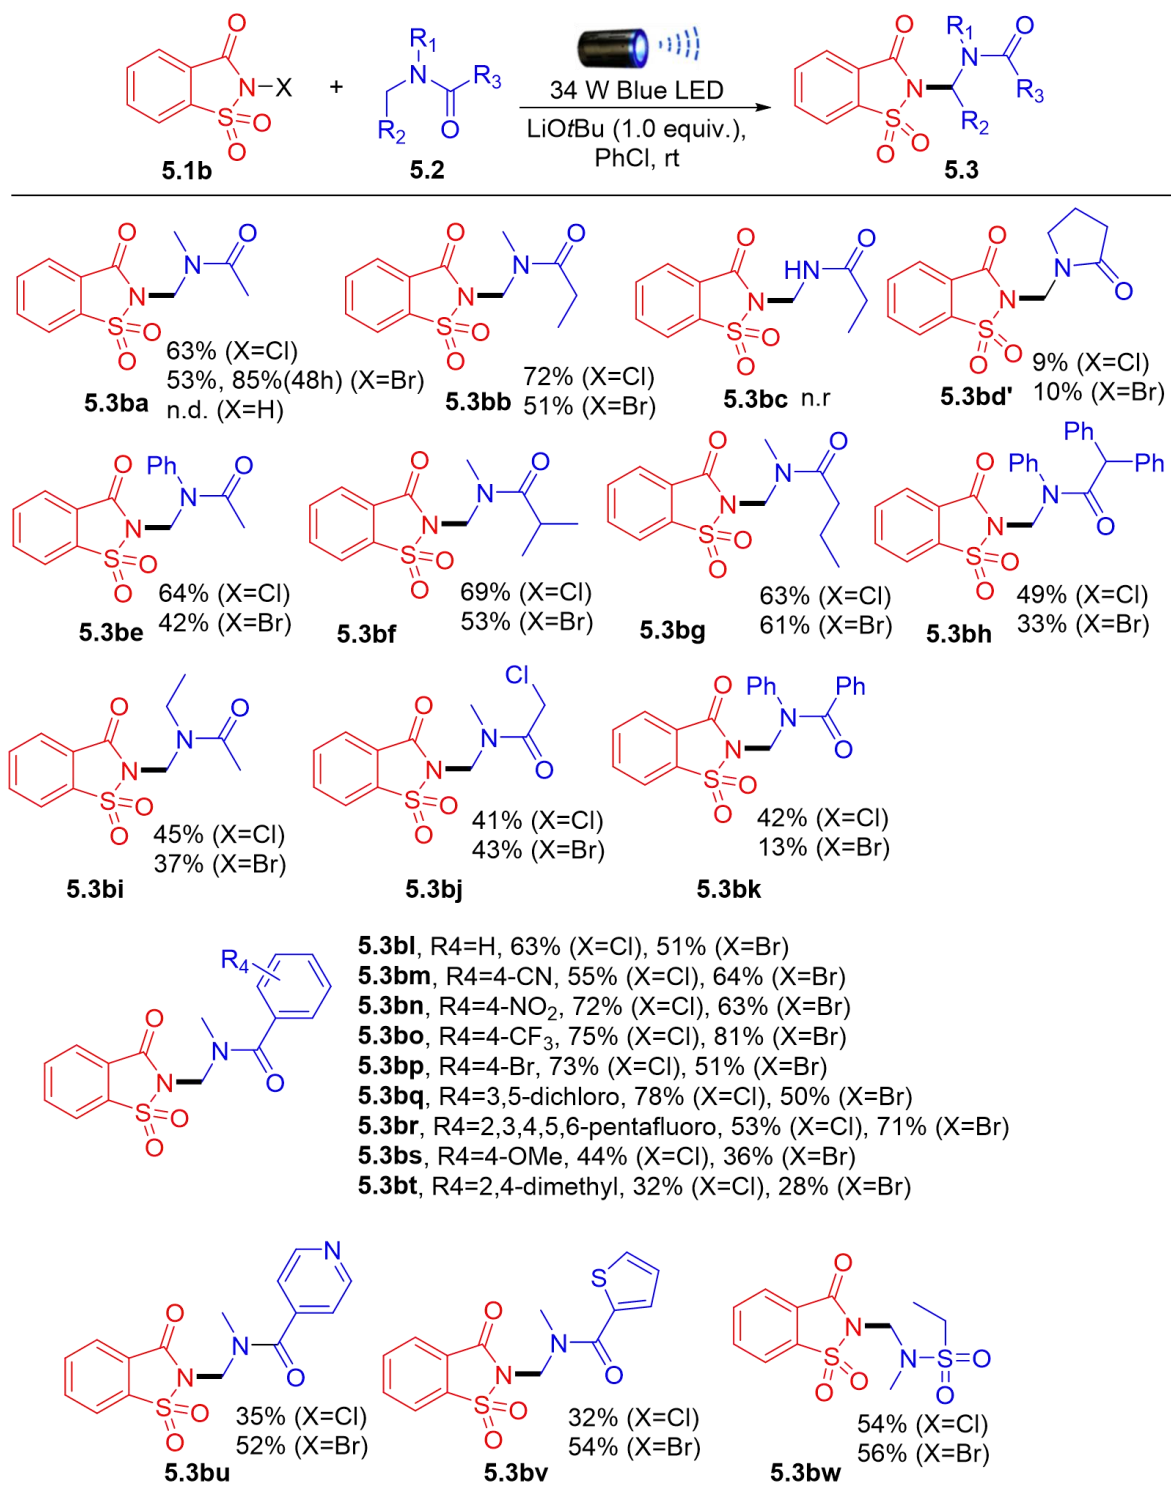 O
N
X
S
O
O
5.1b
+
R1
N
R3
R2
O
5.2
34 W Blue LED
LiOtBu (1.0 equiv.),
PhCl, rt
O
R1
N
O
N
R3
S
R2
O
O
5.3
O
N
O
N
S
O
O
63% (X=Cl)
53%, 85%(48h) (X=Br)
n.d. (X=H)
5.3ba
O
N
O
N
S
O
O
72% (X=Cl)
51% (X=Br)
5.3bb
O
HN
O
N
S
O
O
5.3bc n.r
O
N
O
N
S
O
O
9% (X=Cl)
10% (X=Br)
5.3bd'
O
Ph
N
O
N
S
O
O
64% (X=Cl)
42% (X=Br)
5.3be
O
N
O
N
S
O
O
69% (X=Cl)
53% (X=Br)
5.3bf
O
N
O
N
S
O
O
63% (X=Cl)
61% (X=Br)
5.3bg
Ph
Ph
Ph
O
N
O
N
S
O
O
49% (X=Cl)
33% (X=Br)
5.3bh
O
N
O
N
S
O
O
45% (X=Cl)
37% (X=Br)
5.3bi
Cl
O
N
O
N
S
O
O
41% (X=Cl)
43% (X=Br)
5.3bj
O
Ph
Ph
N
O
N
S
O
O
42% (X=Cl)
13% (X=Br)
5.3bk
R4
O
N
O
N
S
O
O
5.3bl, R4=H, 63% (X=Cl), 51% (X=Br)
5.3bm, R4=4-CN, 55% (X=Cl), 64% (X=Br)
5.3bn, R4=4-NO2, 72% (X=Cl), 63% (X=Br)
5.3bo, R4=4-CF3, 75% (X=Cl), 81% (X=Br)
5.3bp, R4=4-Br, 73% (X=Cl), 51% (X=Br)
5.3bq, R4=3,5-dichloro, 78% (X=Cl), 50% (X=Br)
5.3br, R4=2,3,4,5,6-pentafluoro, 53% (X=Cl), 71% (X=Br)
5.3bs, R4=4-OMe, 44% (X=Cl), 36% (X=Br)
5.3bt, R4=2,4-dimethyl, 32% (X=Cl), 28% (X=Br)
N
O
N
O
N
S
O
O
35% (X=Cl)
52% (X=Br)
5.3bu
S
O
N
O
N
S
O
O
32% (X=Cl)
54% (X=Br)
5.3bv
O
N
S
O
O
N
S
O
O
54% (X=Cl)
56% (X=Br)
5.3bw